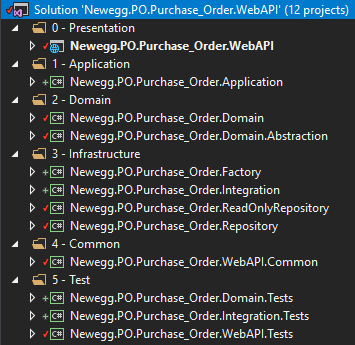 Solution 'Newegg.PO.Purchase_Order.WebAPI' (12 projects)
0 - Presentation
Newegg.PO.Purchase_Order.WebAPI
1 - Application
Newegg.PO.Purchase_Order.Application
2 - Domain
Newegg.PO.Purchase_Order.Domain
Newegg.PO.Purchase_Order.Domain.Abstraction
3 - Infrastructure
Newegg.PO.Purchase_Order.Factory
Newegg.PO.Purchase_Order.Integration
Newegg.PO.Purchase_Order.ReadOnlyRepository
Newegg.PO.Purchase_Order.Repository
4 - Common
Newegg.PO.Purchase_Order.WebAPI.Common
5 - Test
Newegg.PO.Purchase_Order.Domain.Tests
Newegg.PO.Purchase_Order.Integration.Tests
Newegg.PO.Purchase_Order.WebAPI.Tests